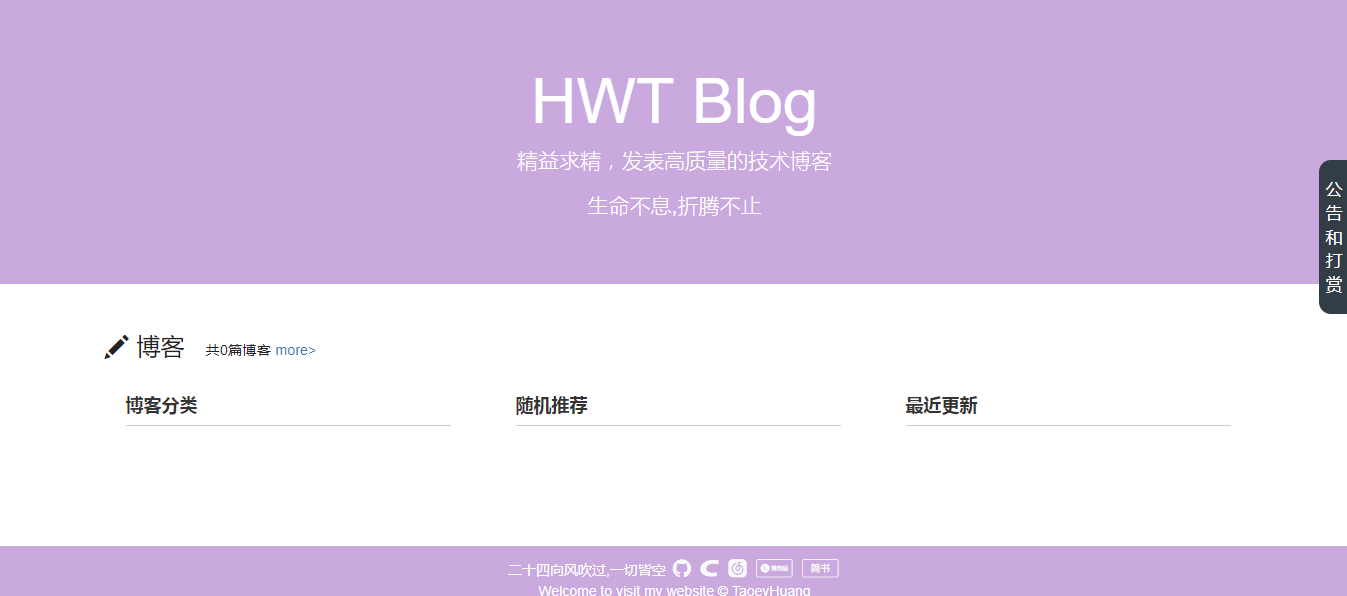 HWT Blog
精益求精，发表高质量的技术博客
生命不息,折腾不止
公告和打赏
博客 共0篇博客 more>
博客分类 随机推荐 最近更新
二十四向风吹过,一切皆空 简书
Welcome to visit my website © TaoeyHuang